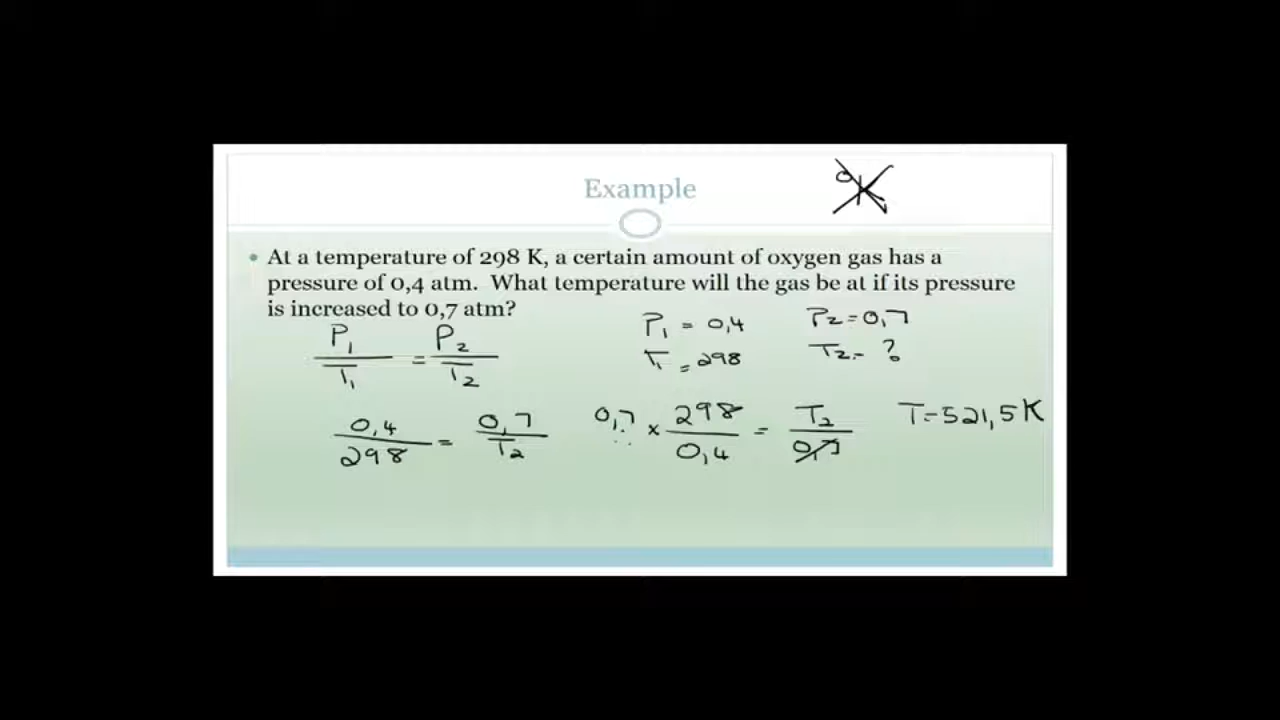 Example
°K
• At a temperature of 298 K, a certain amount of oxygen gas has a
pressure of 0,4 atm. What temperature will the gas be at if its pressure
is increased to 0,7 atm?
P₁ = 0,4 P₂ = 0,7
P₁/T₁ = P₂/T₂ T₁ = 298 T₂ = ?
0,4/298 = 0,7/T₂ 0,7 × 298/0,4 = T₂/0,7 T = 521,5 K